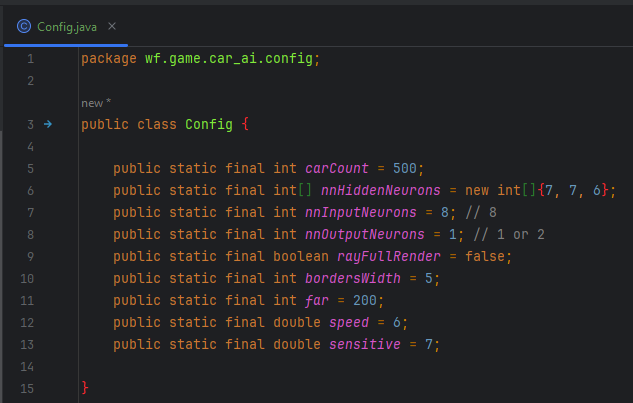 Config.java
1 package wf.game.car_ai.config;
2
new *
3 public class Config {
4
5 public static final int carCount = 500;
6 public static final int[] nnHiddenNeurons = new int[]{7, 7, 6};
7 public static final int nnInputNeurons = 8; // 8
8 public static final int nnOutputNeurons = 1; // 1 or 2
9 public static final boolean rayFullRender = false;
10 public static final int bordersWidth = 5;
11 public static final int far = 200;
12 public static final double speed = 6;
13 public static final double sensitive = 7;
14
15 }